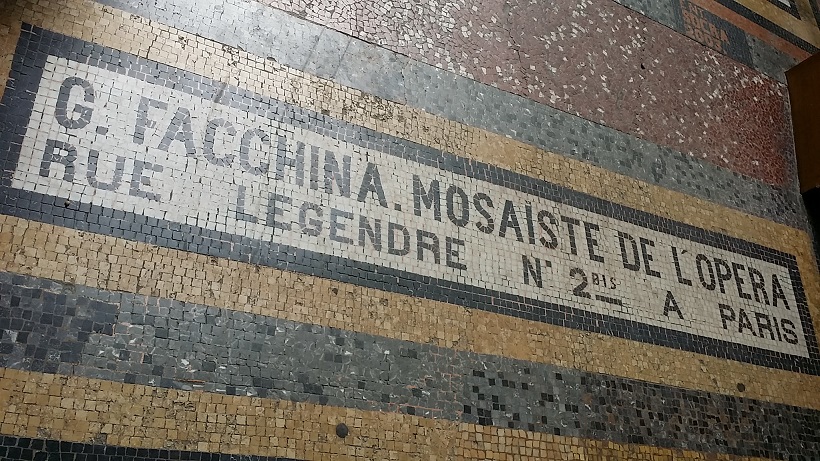 G. FACCHINA. MOSAISTE DE L'OPERA
RUE LEGENDRE N° 2BIS A PARIS